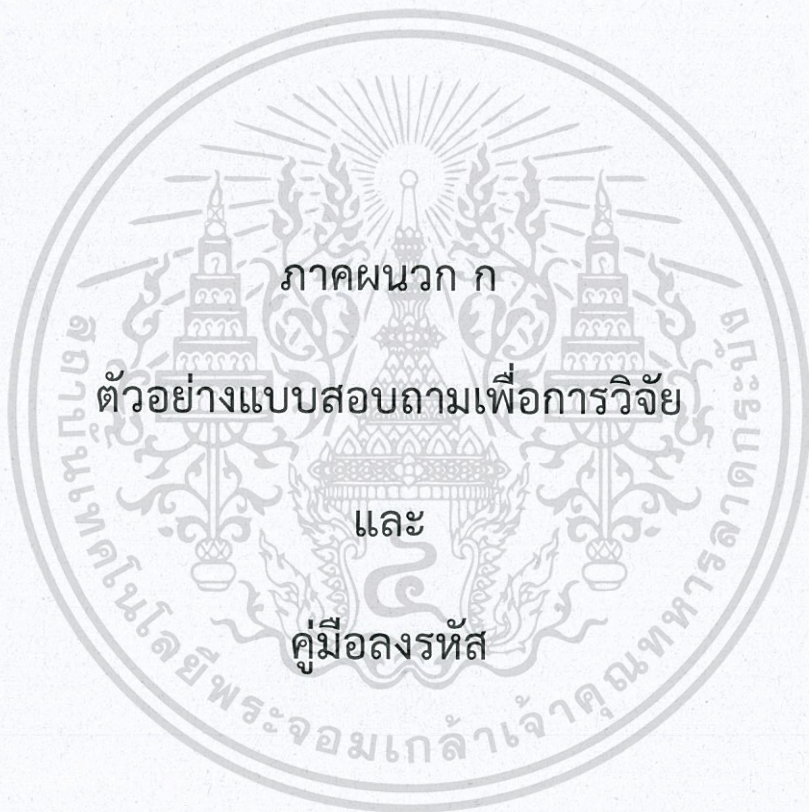 ภาคผนวก ก
ตัวอย่างแบบสอบถามเพื่อการวิจัย
และ
คู่มือลงรหัส
สถาบันเทคโนโลยีพระจอมเกล้าเจ้าคุณทหารลาดกระบัง